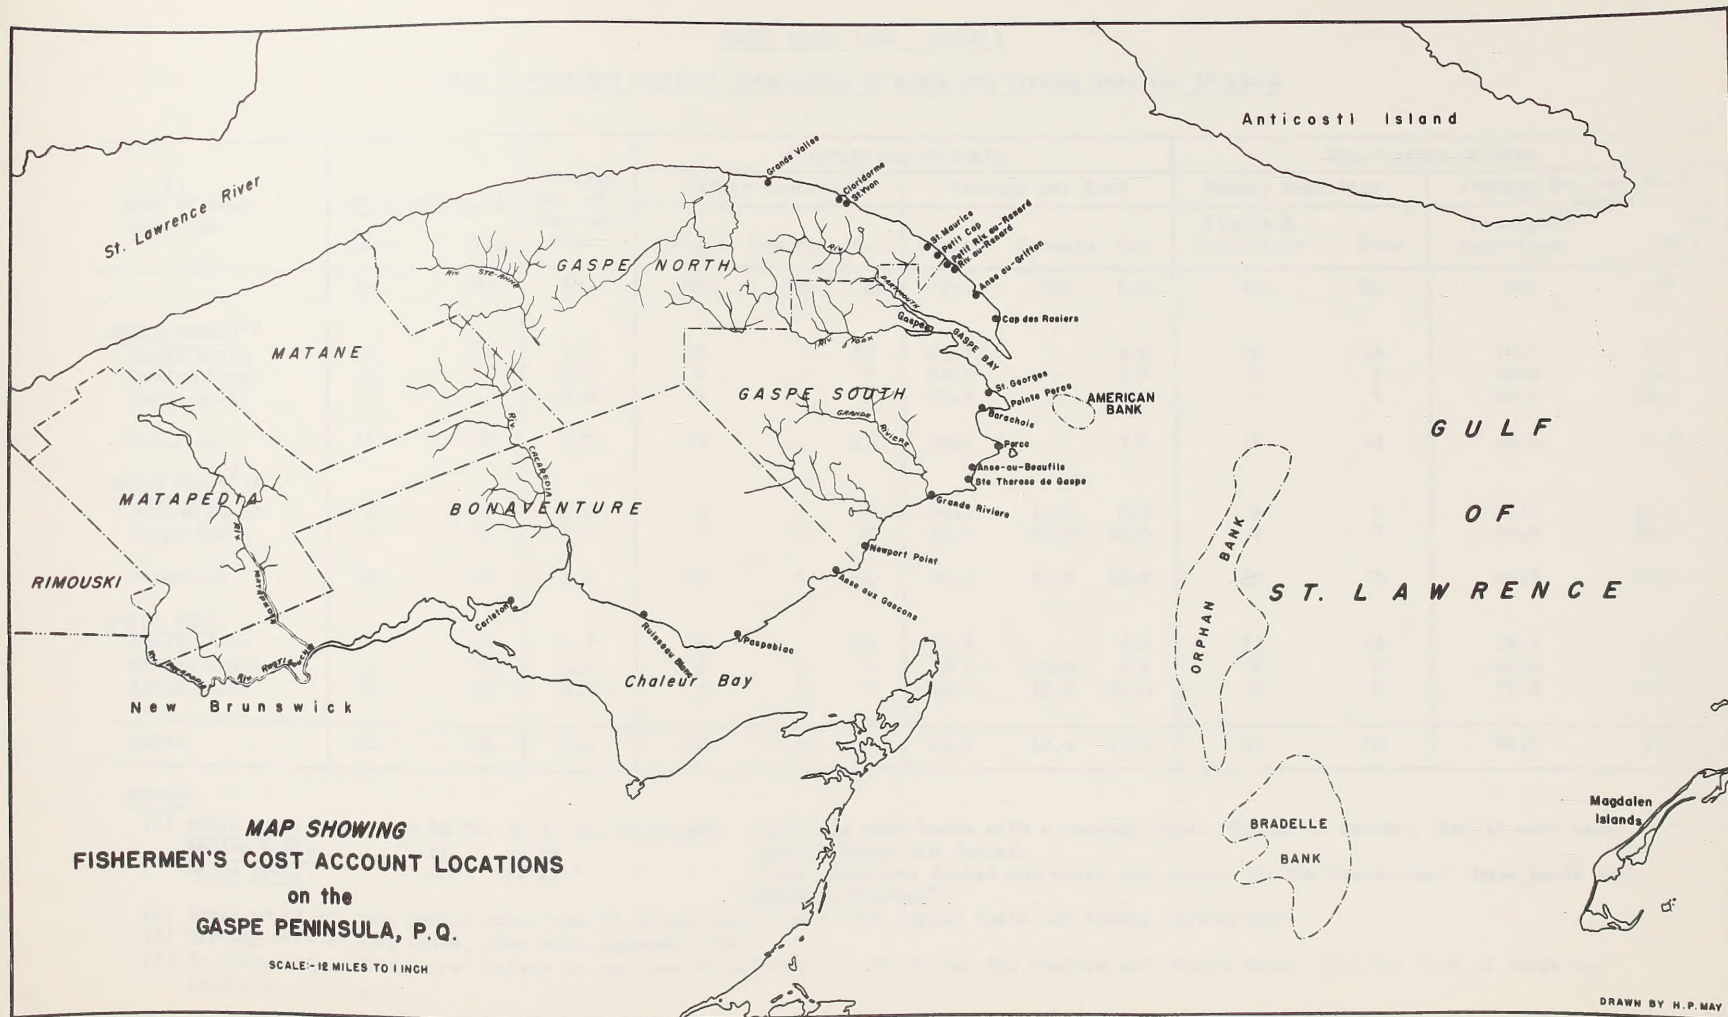 Anticosti Island
St. Lawrence River
Grande Vallee
Cloridorme
St. Yvon
St. Maurice
Petit Cap
Petit Riv. au-Renard
Riv. au-Renard
Anse au-Griffon
Cap des Rosiers
GASPE NORTH
RIV. STE-ANNE
RIV.
DARTMOUTH
Gaspe
GASPE BAY
RIV. YORK
MATANE
GASPE SOUTH
St. Georges
Pointe Perce
AMERICAN
BANK
Barachois
GRANDE
RIVIERE
Perce
Anse-au-Beaufils
Ste Therese de Gaspe
Grande Riviere
RIV. CACAPEDIA
MATAPEDIA
BONAVENTURE
RIV. MATAPEDIA
Newport Point
Anse aux Gascons
RIMOUSKI
Carleton
Ruisseau Blanc
Paspebiac
Chaleur Bay
RIV.
RIV.
New Brunswick
GULF
OF
ST. LAWRENCE
ORPHAN BANK
BRADELLE
BANK
Magdalen
Islands
MAP SHOWING
FISHERMEN'S COST ACCOUNT LOCATIONS
on the
GASPE PENINSULA, P.Q.
SCALE:- 12 MILES TO 1 INCH
DRAWN BY H.P. MAY